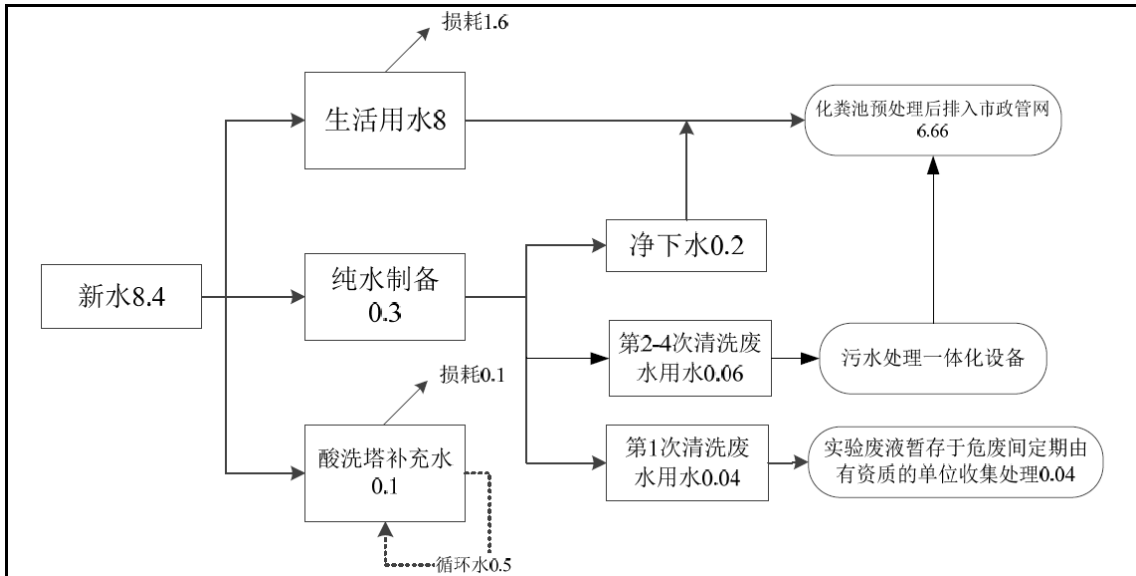 损耗1.6
生活用水8
化粪池预处理后排入市政管网
6.66
净下水0.2
新水8.4
纯水制备
0.3
第2-4次清洗废
水用水0.06
污水处理一体化设备
损耗0.1
酸洗塔补充水
0.1
第1次清洗废
水用水0.04
实验废液暂存于危废间定期由
有资质的单位收集处理0.04
循环水0.5